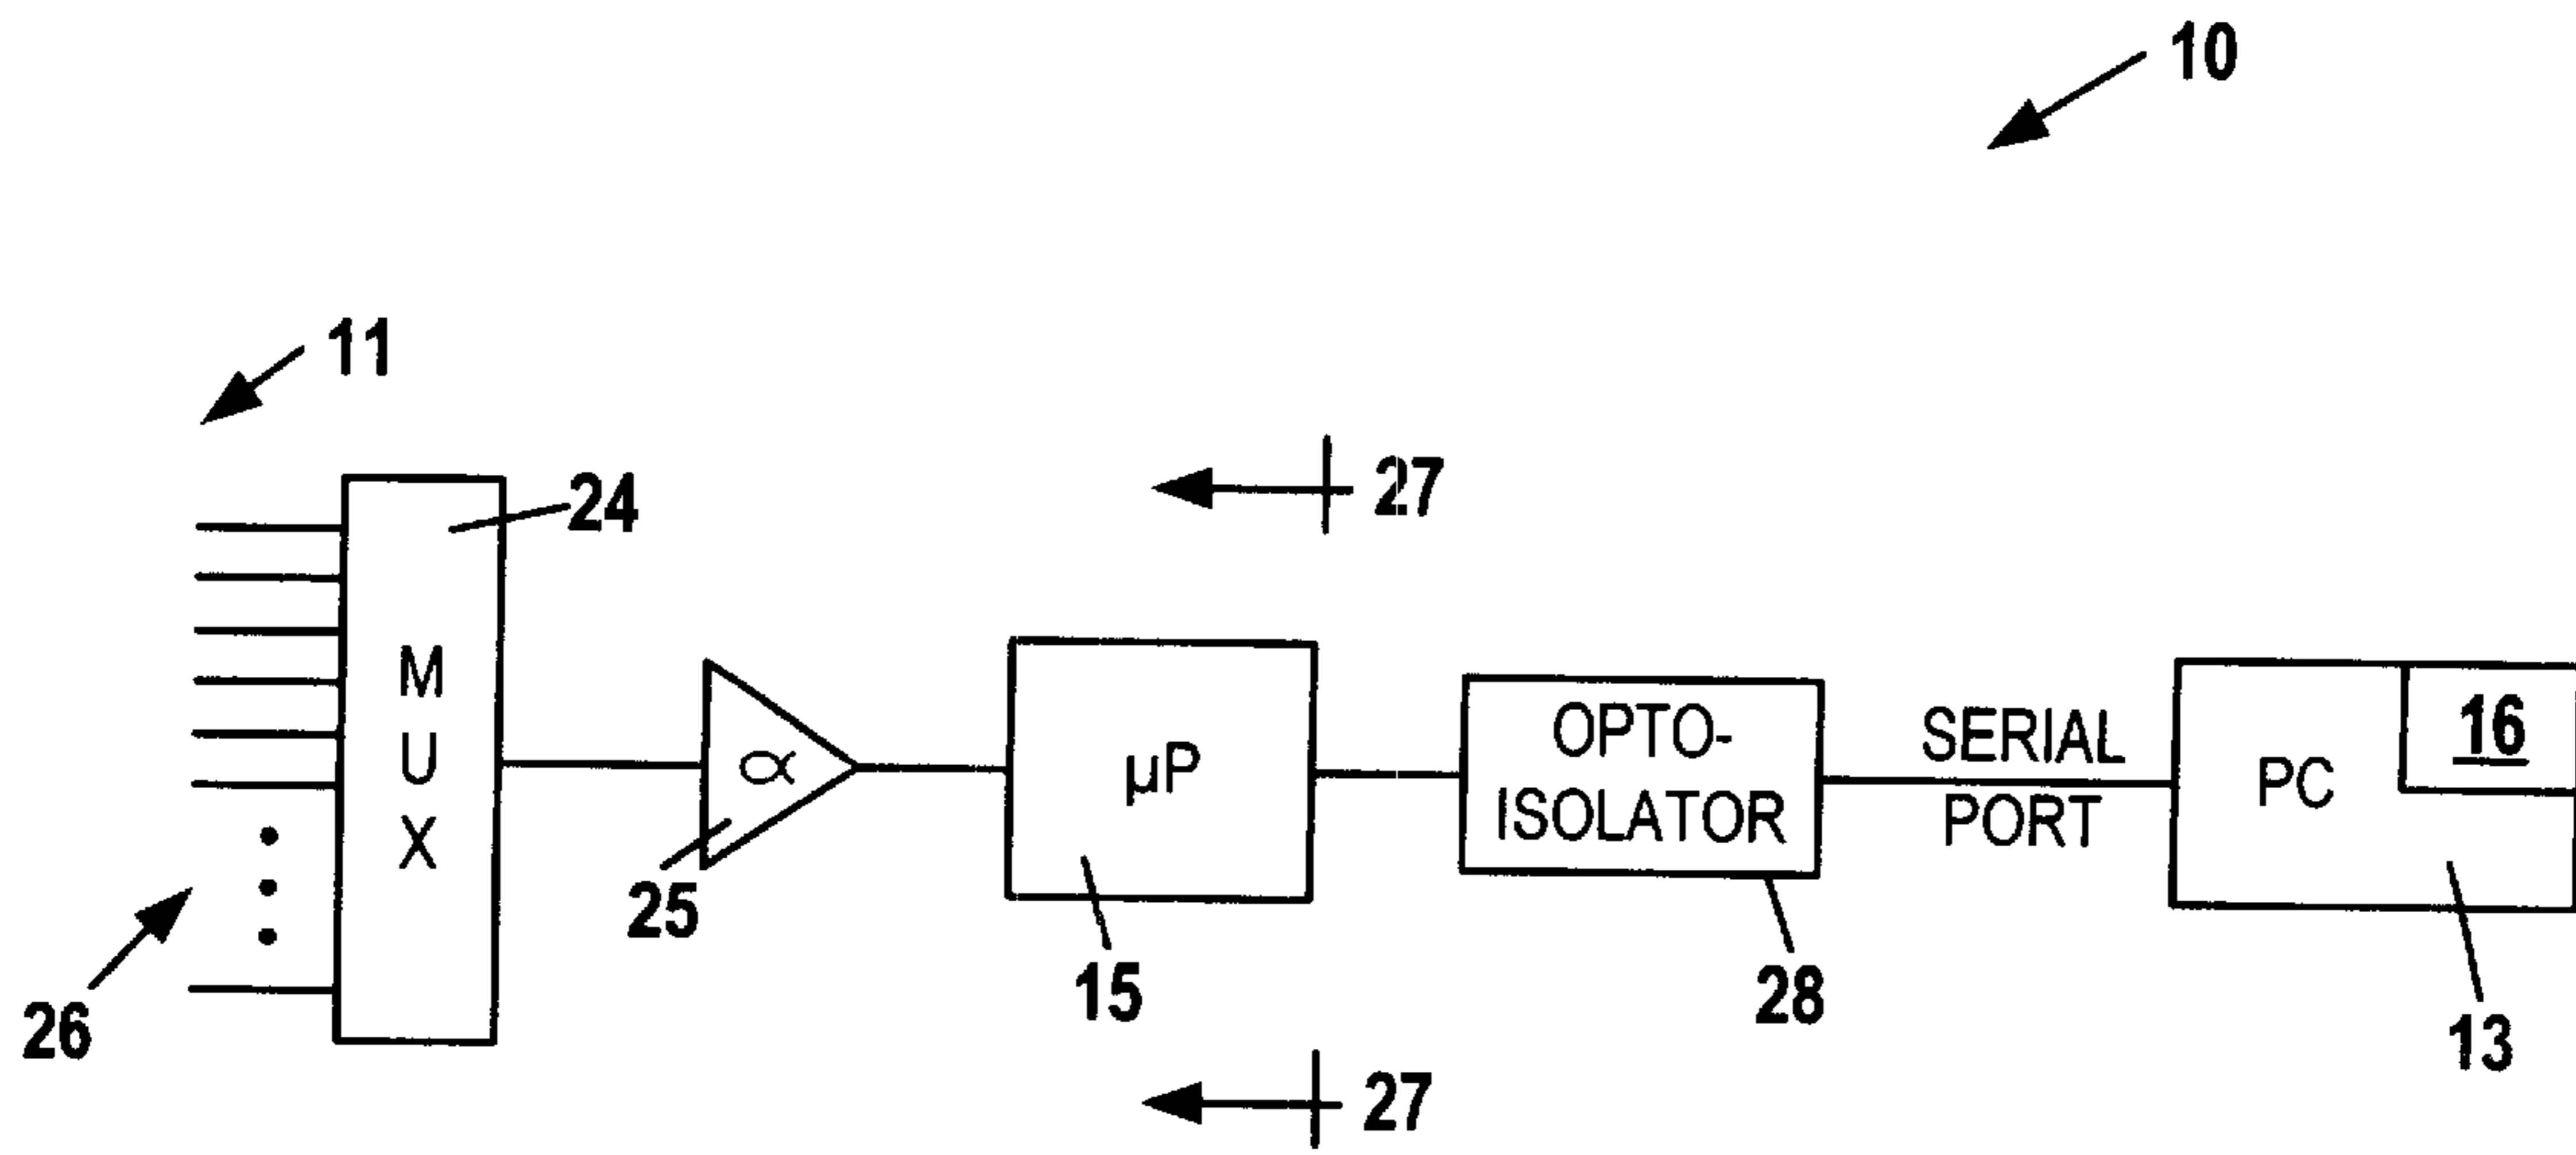 10
11
24
27
M
U
X
∝
μP
OPTO-
ISOLATOR
SERIAL
PORT
PC
16
25
15
28
13
26
27